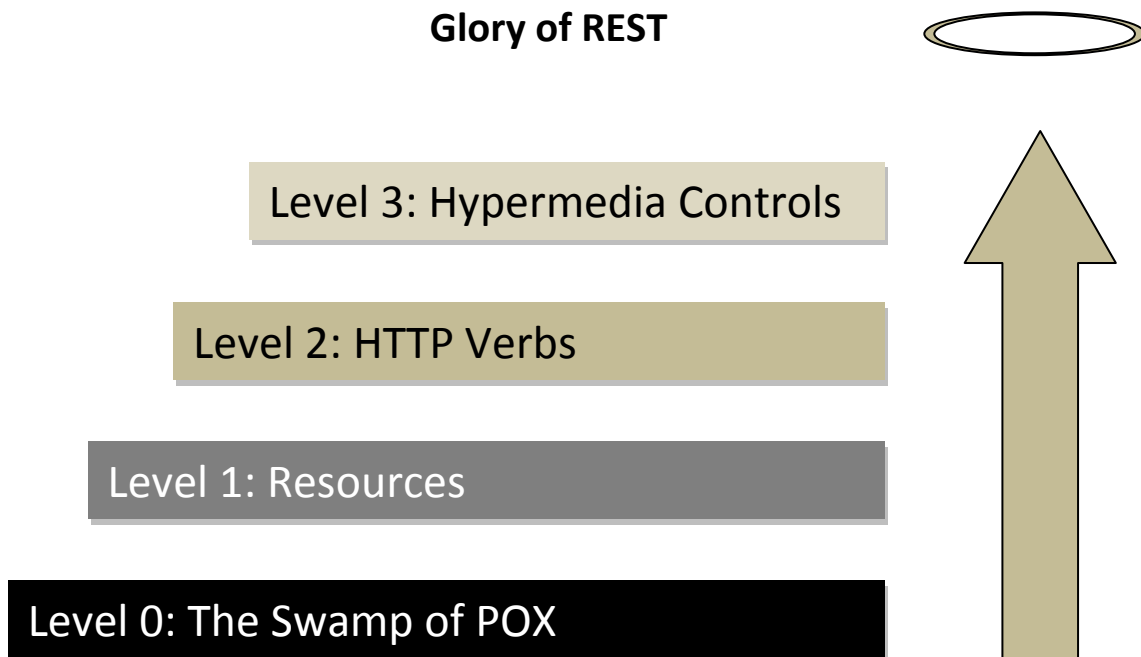 Glory of REST
Level 3: Hypermedia Controls
Level 2: HTTP Verbs
Level 1: Resources
Level 0: The Swamp of POX